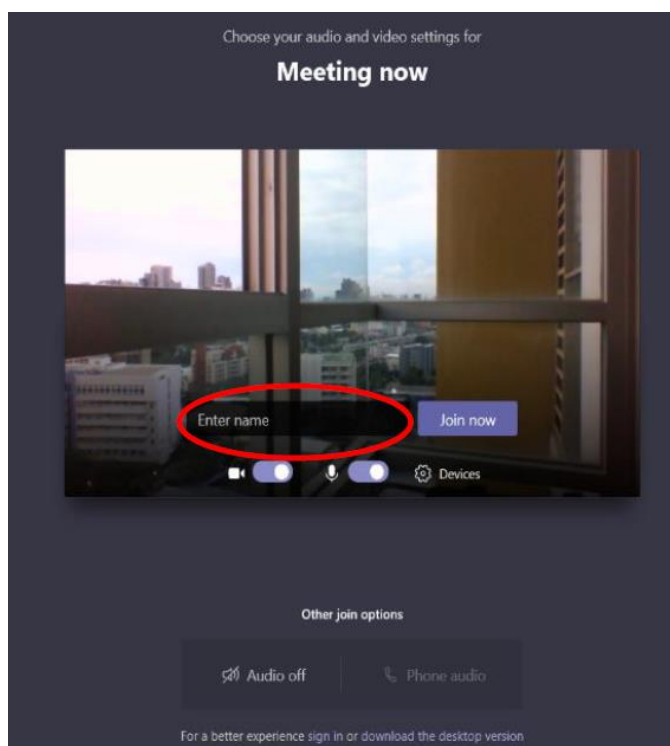 Choose your audio and video settings for
Meeting now
Enter name
Join now
Devices
Other join options
Audio off
Phone audio
For a better experience sign in or download the desktop version